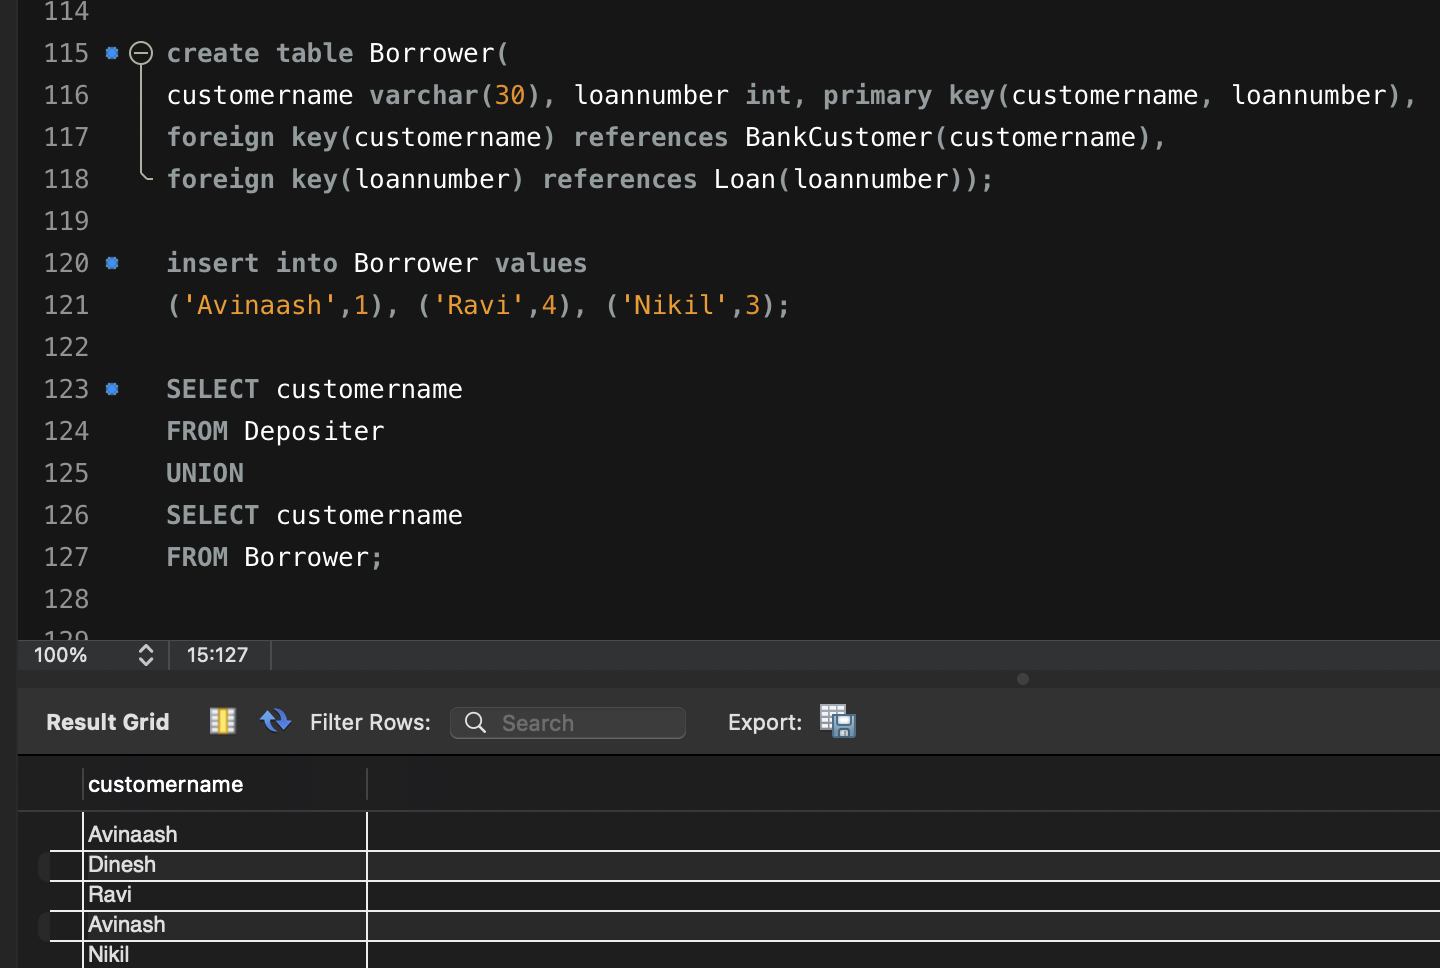 114
115 create table Borrower(
116 customername varchar(30), loannumber int, primary key(customername, loannumber),
117 foreign key(customername) references BankCustomer(customername),
118 foreign key(loannumber) references Loan(loannumber));
119
120 insert into Borrower values
121 ('Avinaash',1), ('Ravi',4), ('Nikil',3);
122
123 SELECT customername
124 FROM Depositer
125 UNION
126 SELECT customername
127 FROM Borrower;
128
129
100% 15:127
Result Grid Filter Rows: Search Export:
customername
Avinaash
Dinesh
Ravi
Avinash
Nikil